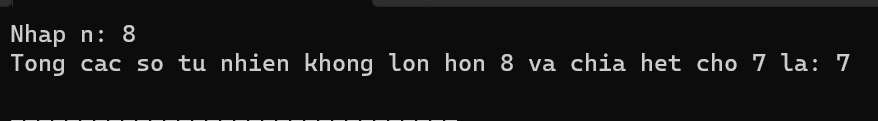 Nhap n: 8
Tong cac so tu nhien khong lon hon 8 va chia het cho 7 la: 7
--------------------------------